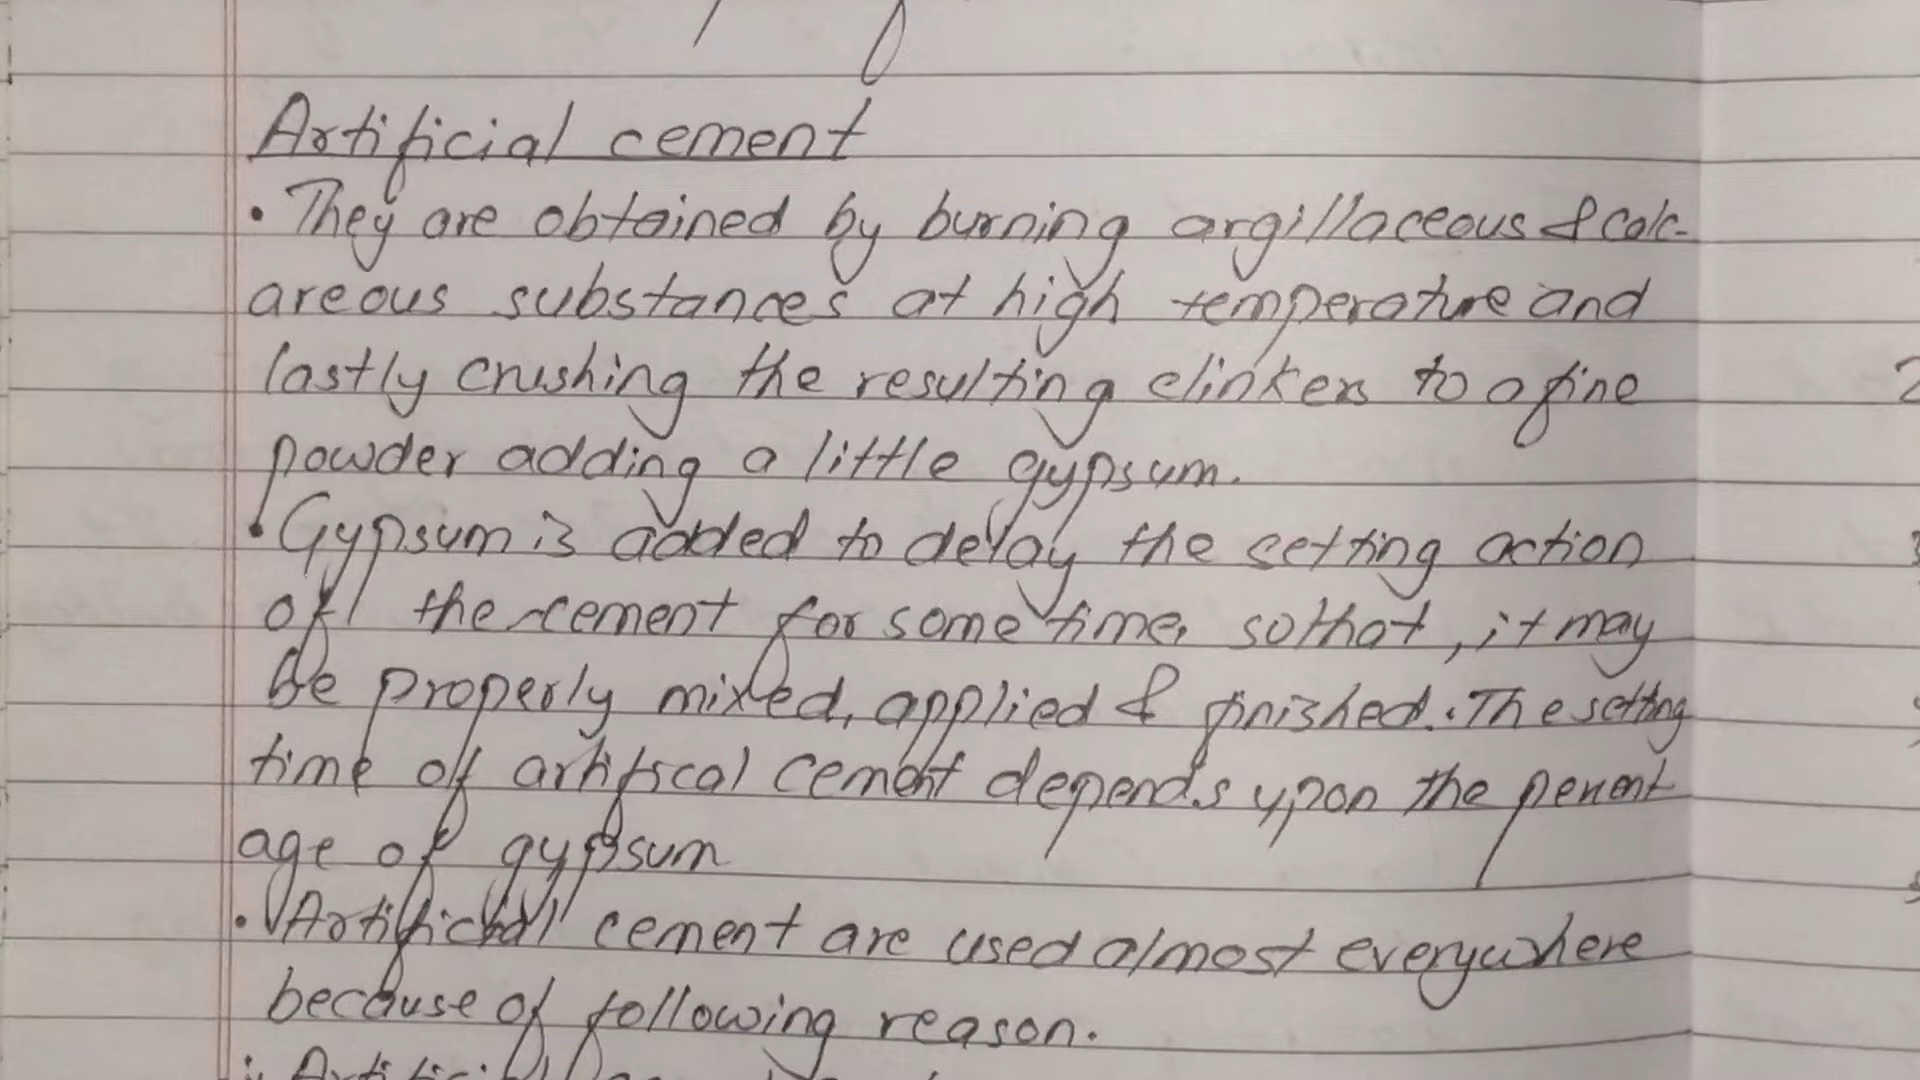 Artificial cement
• They are obtained by burning argillaceous & calc-
areous substances at high temperature and
lastly crushing the resulting clinkers to a fine
powder adding a little gypsum.
• Gypsum is added to delay the setting action
of the cement for some time, so that, it may
be properly mixed, applied & finished. The setting
time of artifical cement depends upon the percent
age of gypsum
• Artificial cement are used almost everywhere
because of following reason.
2